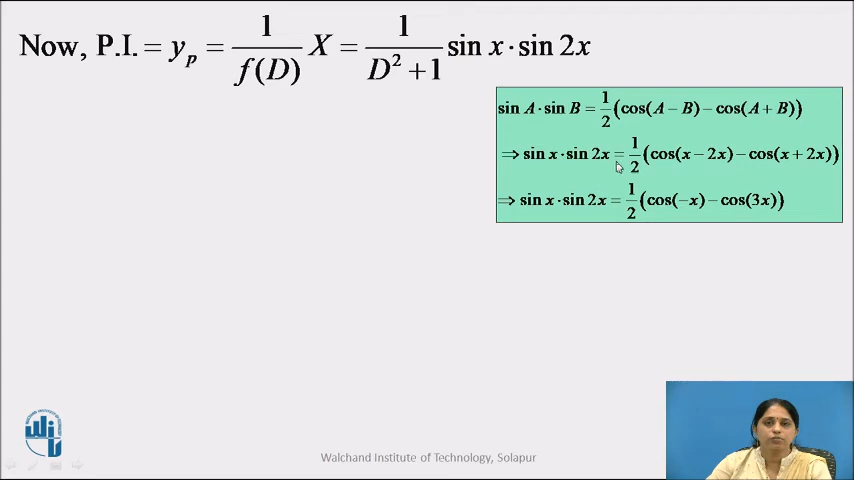 Now, P.I. = y_p = 1/f(D) X = 1/(D² + 1) sin x · sin 2x
sin A · sin B = 1/2 (cos(A − B) − cos(A + B))
⇒ sin x · sin 2x = 1/2 (cos(x − 2x) − cos(x + 2x))
⇒ sin x · sin 2x = 1/2 (cos(−x) − cos(3x))
Walchand Institute of Technology, Solapur